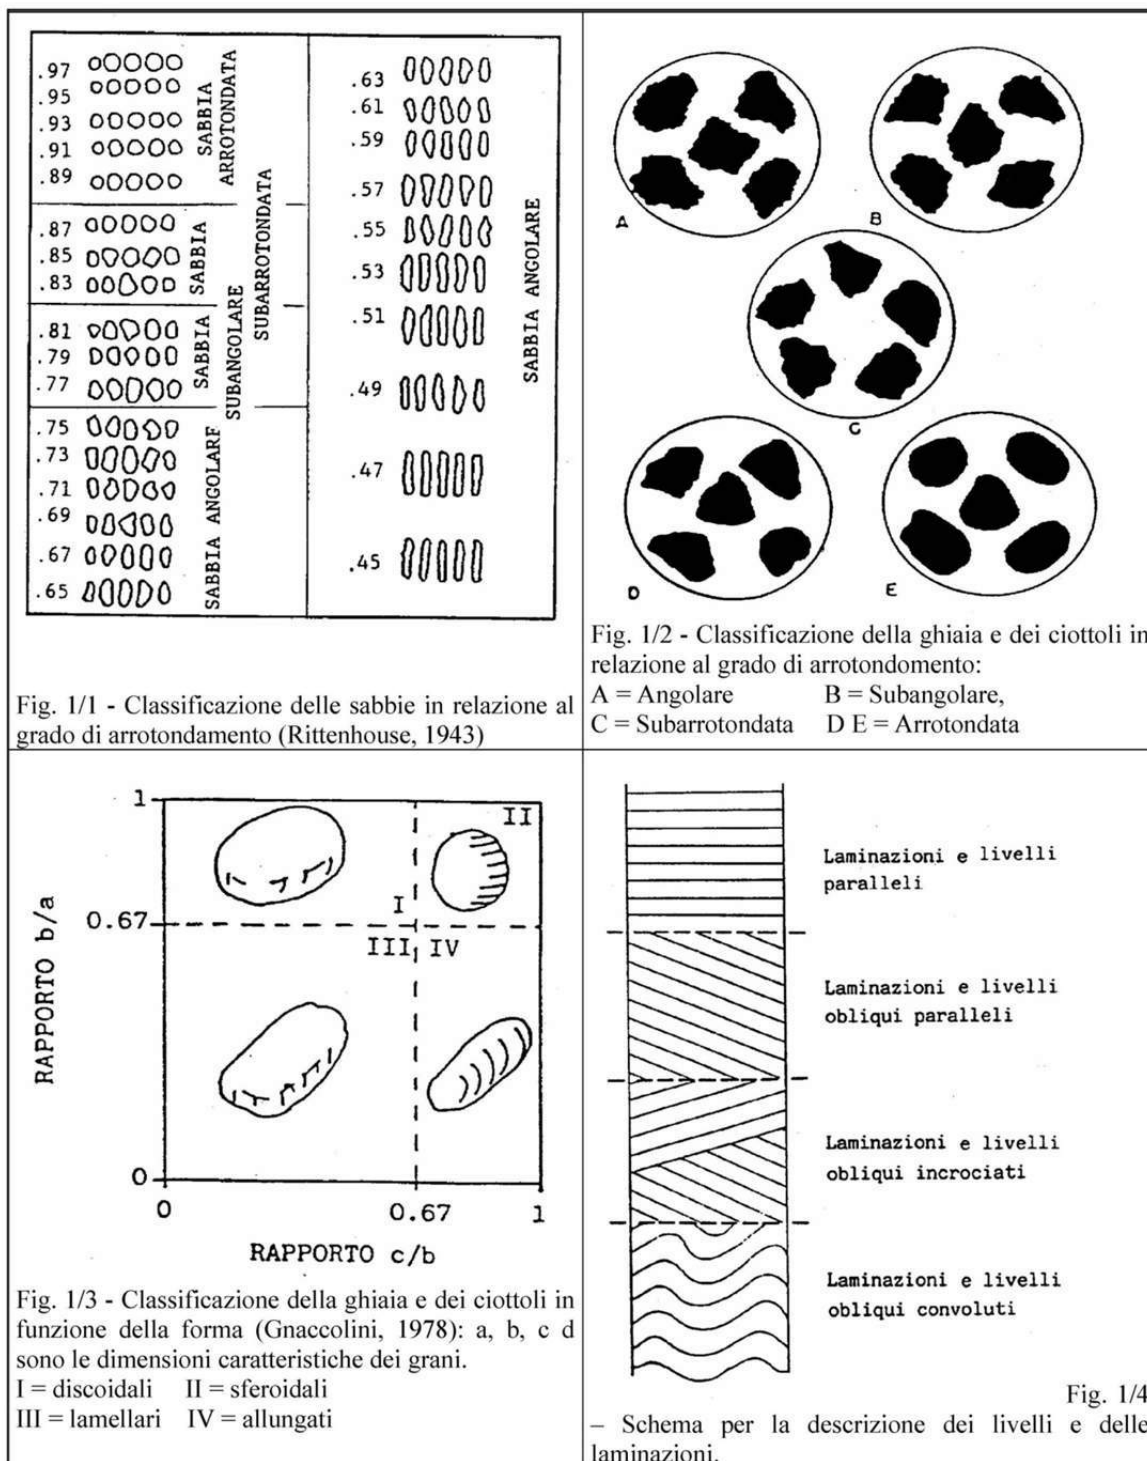 .97
.95
.93
.91
.89
SABBIA
ARROTONDATA
.87
.85
.83
SABBIA
SUBARROTONDATA
.81
.79
.77
SABBIA
SUBANGOLARE
.75
.73
.71
.69
.67
.65
SABBIA ANGOLARE
.63
.61
.59
.57
.55
.53
.51
.49
.47
.45
SABBIA ANGOLARE
Fig. 1/1 - Classificazione delle sabbie in relazione al
grado di arrotondamento (Rittenhouse, 1943)
A
B
C
D
E
Fig. 1/2 - Classificazione della ghiaia e dei ciottoli in
relazione al grado di arrotondomento:
A = Angolare B = Subangolare,
C = Subarrotondata D E = Arrotondata
RAPPORTO b/a
1
0.67
0
I
II
III
IV
0
0.67
1
RAPPORTO c/b
Fig. 1/3 - Classificazione della ghiaia e dei ciottoli in
funzione della forma (Gnaccolini, 1978): a, b, c d
sono le dimensioni caratteristiche dei grani.
I = discoidali II = sferoidali
III = lamellari IV = allungati
Laminazioni e livelli
paralleli
Laminazioni e livelli
obliqui paralleli
Laminazioni e livelli
obliqui incrociati
Laminazioni e livelli
obliqui convoluti
Fig. 1/4
– Schema per la descrizione dei livelli e delle
laminazioni.